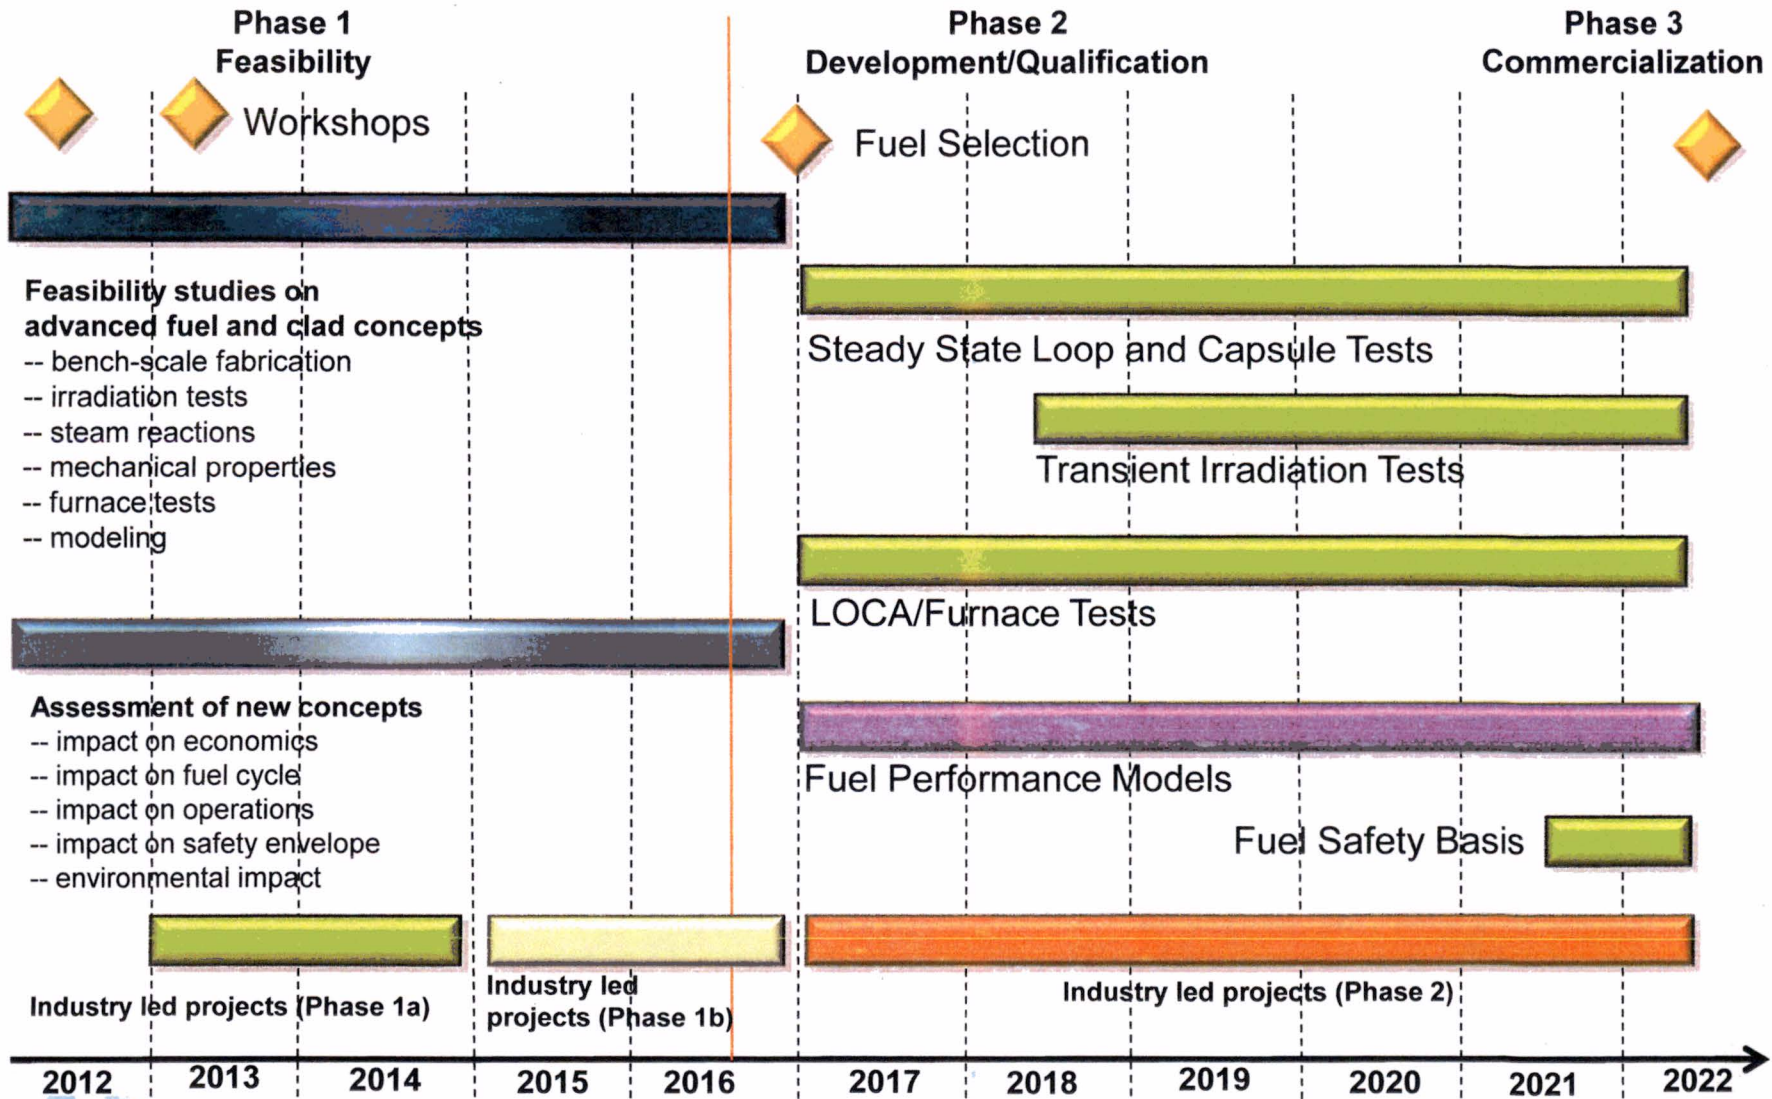 Phase 1
Feasibility
Phase 2
Development/Qualification
Phase 3
Commercialization
Workshops
Fuel Selection
Feasibility studies on
advanced fuel and clad concepts
-- bench-scale fabrication
-- irradiation tests
-- steam reactions
-- mechanical properties
-- furnace tests
-- modeling
Steady State Loop and Capsule Tests
Transient Irradiation Tests
LOCA/Furnace Tests
Assessment of new concepts
-- impact on economics
-- impact on fuel cycle
-- impact on operations
-- impact on safety envelope
-- environmental impact
Fuel Performance Models
Fuel Safety Basis
Industry led projects (Phase 1a)
Industry led
projects (Phase 1b)
Industry led projects (Phase 2)
2012 2013 2014 2015 2016 2017 2018 2019 2020 2021 2022